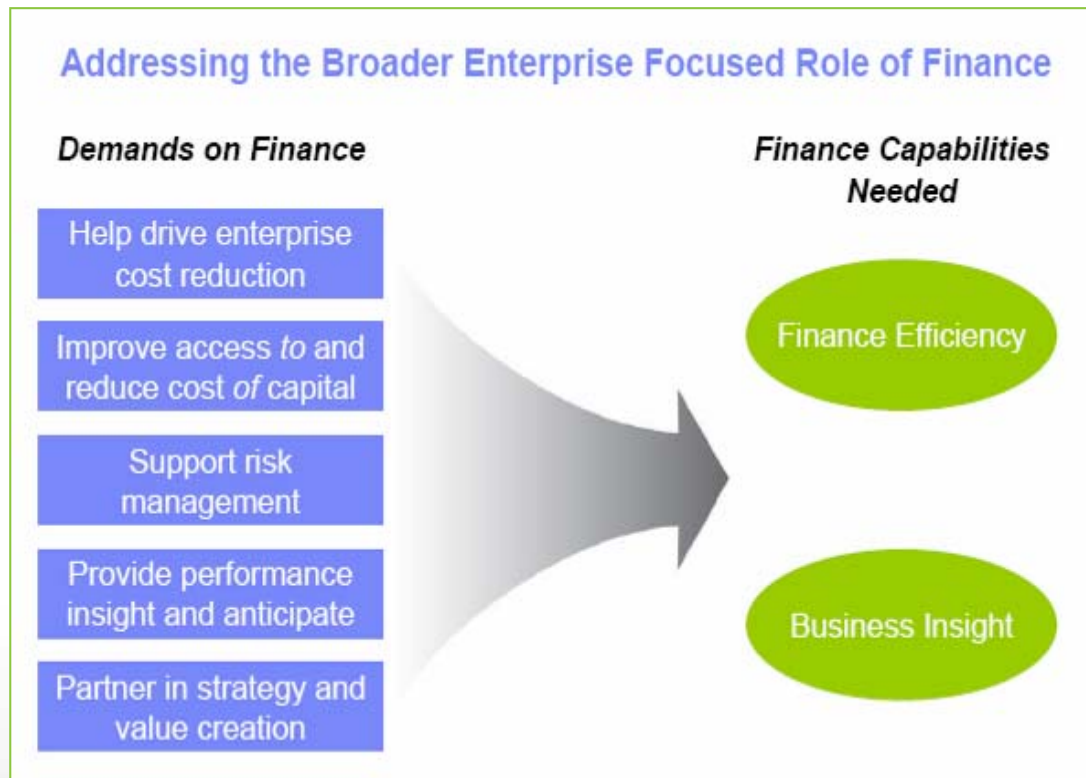 Addressing the Broader Enterprise Focused Role of Finance
Demands on Finance
Help drive enterprise
cost reduction
Improve access to and
reduce cost of capital
Support risk
management
Provide performance
insight and anticipate
Partner in strategy and
value creation
Finance Capabilities
Needed
Finance Efficiency
Business Insight